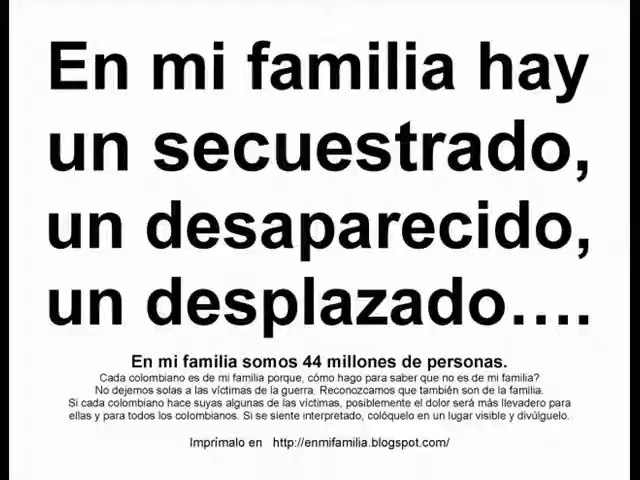 En mi familia hay
un secuestrado,
un desaparecido,
un desplazado....
En mi familia somos 44 millones de personas.
Cada colombiano es de mi familia porque, cómo hago para saber que no es de mi familia?
No dejemos solas a las víctimas de la guerra. Reconozcamos que también son de la familia.
Si cada colombiano hace suyas algunas de las víctimas, posiblemente el dolor será más llevadero para
ellas y para todos los colombianos. Si se siente interpretado, colóquelo en un lugar visible y divúlguelo.
Imprímalo en http://enmifamilia.blogspot.com/